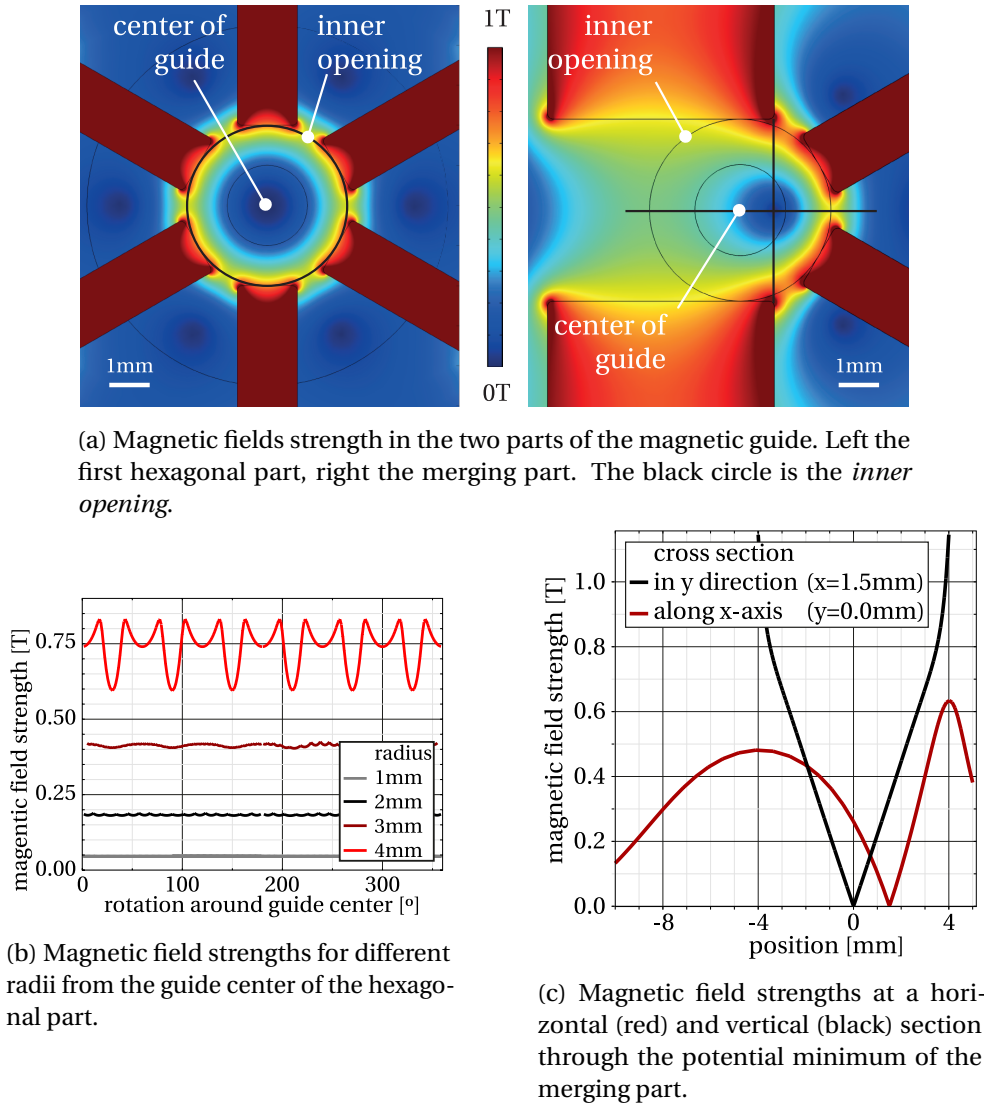 center of
guide
inner
opening
1mm
1T
0T
inner
opening
center of
guide
1mm
(a) Magnetic fields strength in the two parts of the magnetic guide. Left the
first hexagonal part, right the merging part. The black circle is the inner
opening.
magentic field strength [T]
0.75
0.50
0.25
0.00
radius
1mm
2mm
3mm
4mm
0 100 200 300
rotation around guide center [º]
(b) Magnetic field strengths for different
radii from the guide center of the hexago-
nal part.
magnetic field strength [T]
1.0
0.8
0.6
0.4
0.2
0.0
cross section
in y direction (x=1.5mm)
along x-axis (y=0.0mm)
-8 -4 0 4
position [mm]
(c) Magnetic field strengths at a hori-
zontal (red) and vertical (black) section
through the potential minimum of the
merging part.